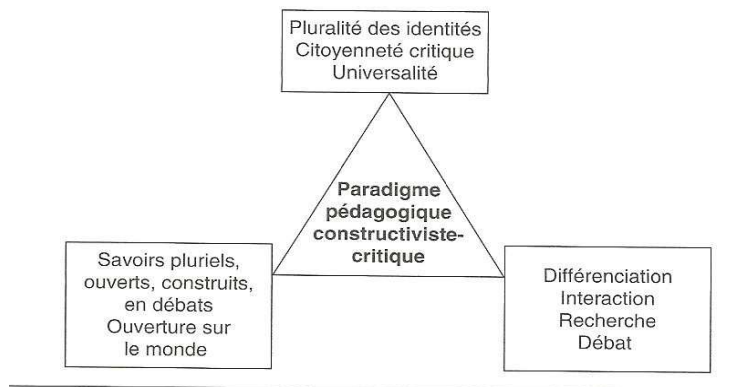 Pluralité des identités
Citoyenneté critique
Universalité
Paradigme
pédagogique
constructiviste-
critique
Savoirs pluriels,
ouverts, construits,
en débats
Ouverture sur
le monde
Différenciation
Interaction
Recherche
Débat